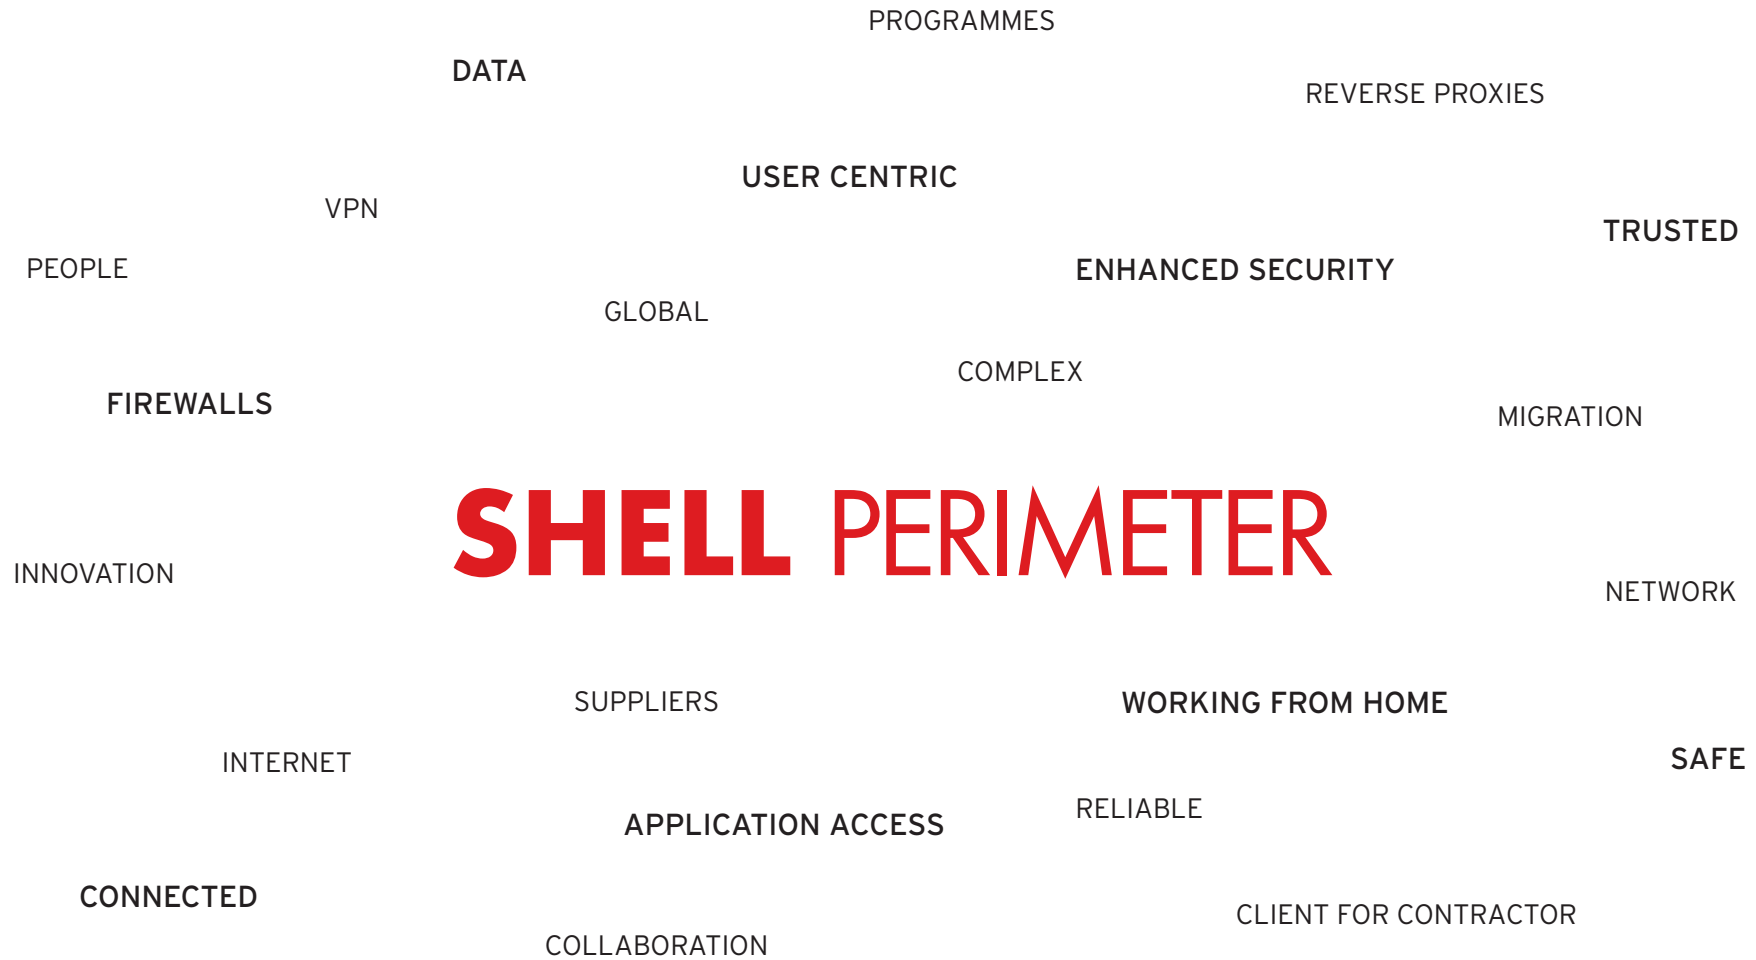 PROGRAMMES
DATA
REVERSE PROXIES
USER CENTRIC
VPN
TRUSTED
PEOPLE
ENHANCED SECURITY
GLOBAL
COMPLEX
FIREWALLS
MIGRATION
SHELL PERIMETER
INNOVATION
NETWORK
SUPPLIERS
WORKING FROM HOME
INTERNET
SAFE
RELIABLE
APPLICATION ACCESS
CONNECTED
CLIENT FOR CONTRACTOR
COLLABORATION